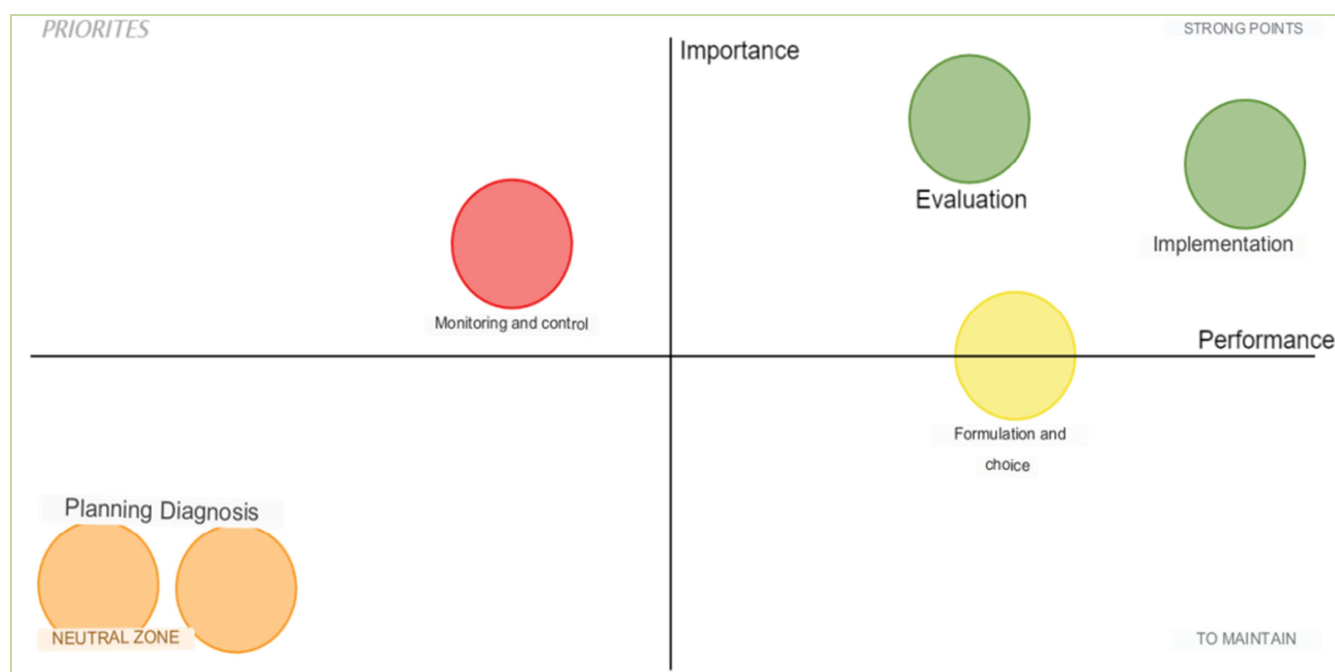 PRIORITES
STRONG POINTS
Importance
Evaluation
Implementation
Monitoring and control
Performance
Formulation and
choice
Planning Diagnosis
NEUTRAL ZONE
TO MAINTAIN